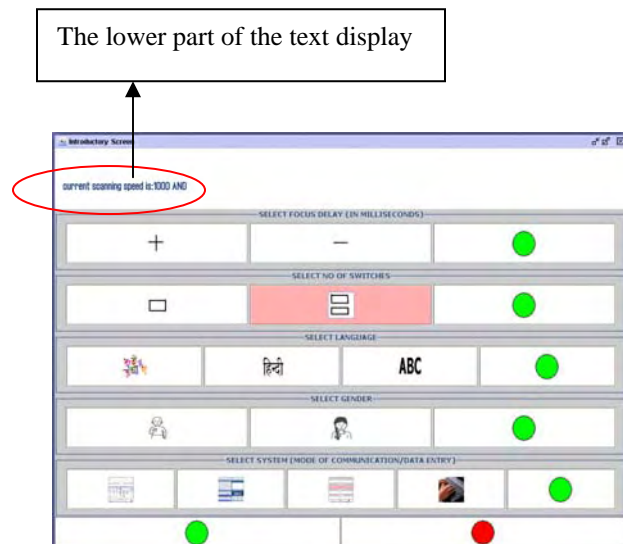 The lower part of the text display
Introductory Screen
current scanning speed is:1000 AND
SELECT FOCUS DELAY (IN MILLISECONDS)
+ −
SELECT NO OF SWITCHES
SELECT LANGUAGE
हिन्दी ABC
SELECT GENDER
SELECT SYSTEM (MODE OF COMMUNICATION/DATA ENTRY)